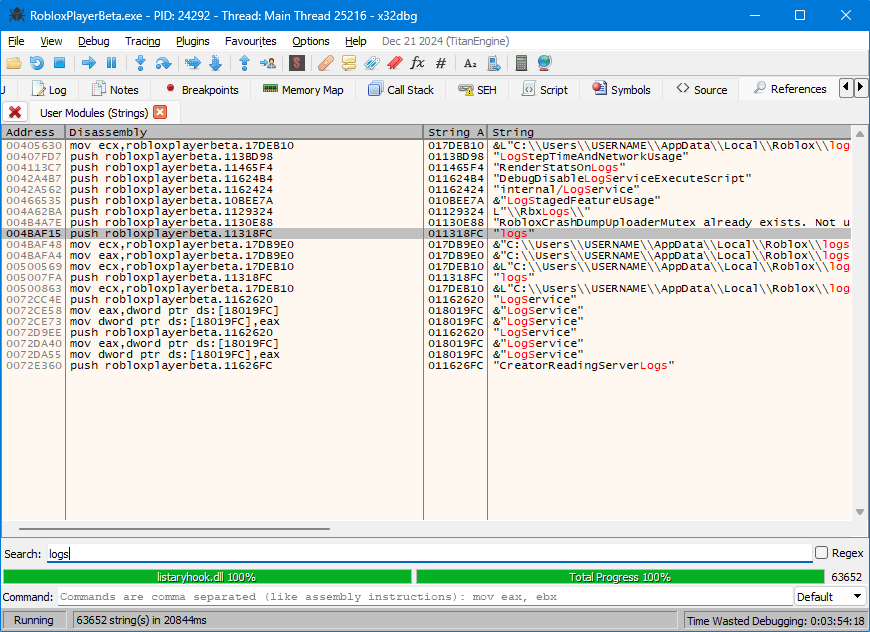 RobloxPlayerBeta.exe - PID: 24292 - Thread: Main Thread 25216 - x32dbg
File View Debug Tracing Plugins Favourites Options Help Dec 21 2024 (TitanEngine)
Log Notes Breakpoints Memory Map Call Stack SEH Script Symbols Source References
User Modules (Strings)
Address Disassembly String A String
00405630 mov ecx,robloxplayerbeta.17DEB10 017DEB10 &L"C:\\Users\\USERNAME\\AppData\\Local\\Roblox\\log
00407FD7 push robloxplayerbeta.113BD98 0113BD98 "LogStepTimeAndNetworkUsage"
004113C7 push robloxplayerbeta.11465F4 011465F4 "RenderStatsOnLogs"
0042A4B7 push robloxplayerbeta.11624B4 011624B4 "DebugDisableLogServiceExecuteScript"
0042A562 push robloxplayerbeta.1162424 01162424 "internal/LogService"
00466535 push robloxplayerbeta.10BEE7A 010BEE7A &"LogStagedFeatureUsage"
004A62BA push robloxplayerbeta.1129324 01129324 L"\\RbxLogs\\"
004B4A7E push robloxplayerbeta.1130E88 01130E88 "RobloxCrashDumpUploaderMutex already exists. Not u
004BAF15 push robloxplayerbeta.11318FC 011318FC "logs"
004BAF48 mov ecx,robloxplayerbeta.17DB9E0 017DB9E0 &"C:\\Users\\USERNAME\\AppData\\Local\\Roblox\\logs
004BAFA4 mov ecx,robloxplayerbeta.17DB9E0 017DB9E0 &"C:\\Users\\USERNAME\\AppData\\Local\\Roblox\\logs
00500569 mov ecx,robloxplayerbeta.17DEB10 017DEB10 &L"C:\\Users\\USERNAME\\AppData\\Local\\Roblox\\log
005007FA push robloxplayerbeta.11318FC 011318FC "logs"
00500863 mov ecx,robloxplayerbeta.17DEB10 017DEB10 &L"C:\\Users\\USERNAME\\AppData\\Local\\Roblox\\log
0072CC4E push robloxplayerbeta.1162620 01162620 "LogService"
0072CE58 mov eax,dword ptr ds:[18019FC] 018019FC &"LogService"
0072CE73 mov dword ptr ds:[18019FC],eax 018019FC &"LogService"
0072D9EE push robloxplayerbeta.1162620 01162620 "LogService"
0072DA40 mov eax,dword ptr ds:[18019FC] 018019FC &"LogService"
0072DA55 mov dword ptr ds:[18019FC],eax 018019FC &"LogService"
0072E360 push robloxplayerbeta.11626FC 011626FC "CreatorReadingServerLogs"
Search: logs Regex
listaryhook.dll 100% Total Progress 100% 63652
Command: Commands are comma separated (like assembly instructions): mov eax, ebx Default
Running 63652 string(s) in 20844ms Time Wasted Debugging: 0:03:54:18